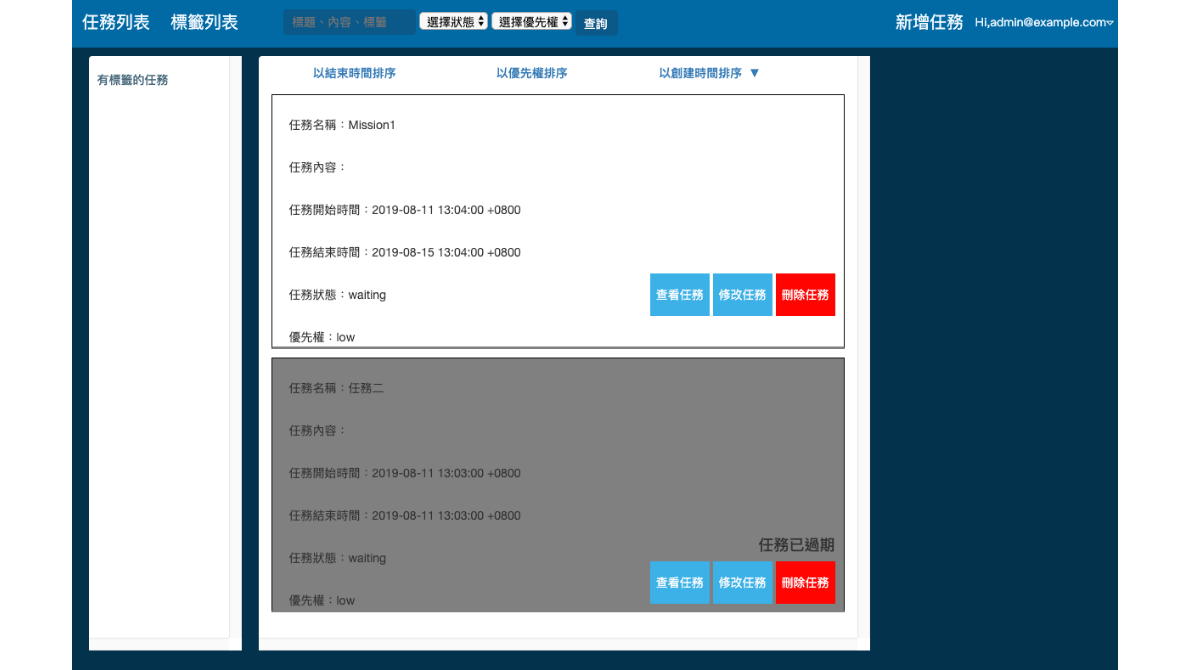 任務列表 標籤列表 標題、內容、標籤 選擇狀態 選擇優先權 查詢 新增任務 Hi,admin@example.com
有標籤的任務
以結束時間排序 以優先權排序 以創建時間排序 ▼
任務名稱：Mission1
任務內容：
任務開始時間：2019-08-11 13:04:00 +0800
任務結束時間：2019-08-15 13:04:00 +0800
任務狀態：waiting
查看任務 修改任務 刪除任務
優先權：low
任務名稱：任務二
任務內容：
任務開始時間：2019-08-11 13:03:00 +0800
任務結束時間：2019-08-11 13:03:00 +0800
任務已過期
任務狀態：waiting
查看任務 修改任務 刪除任務
優先權：low